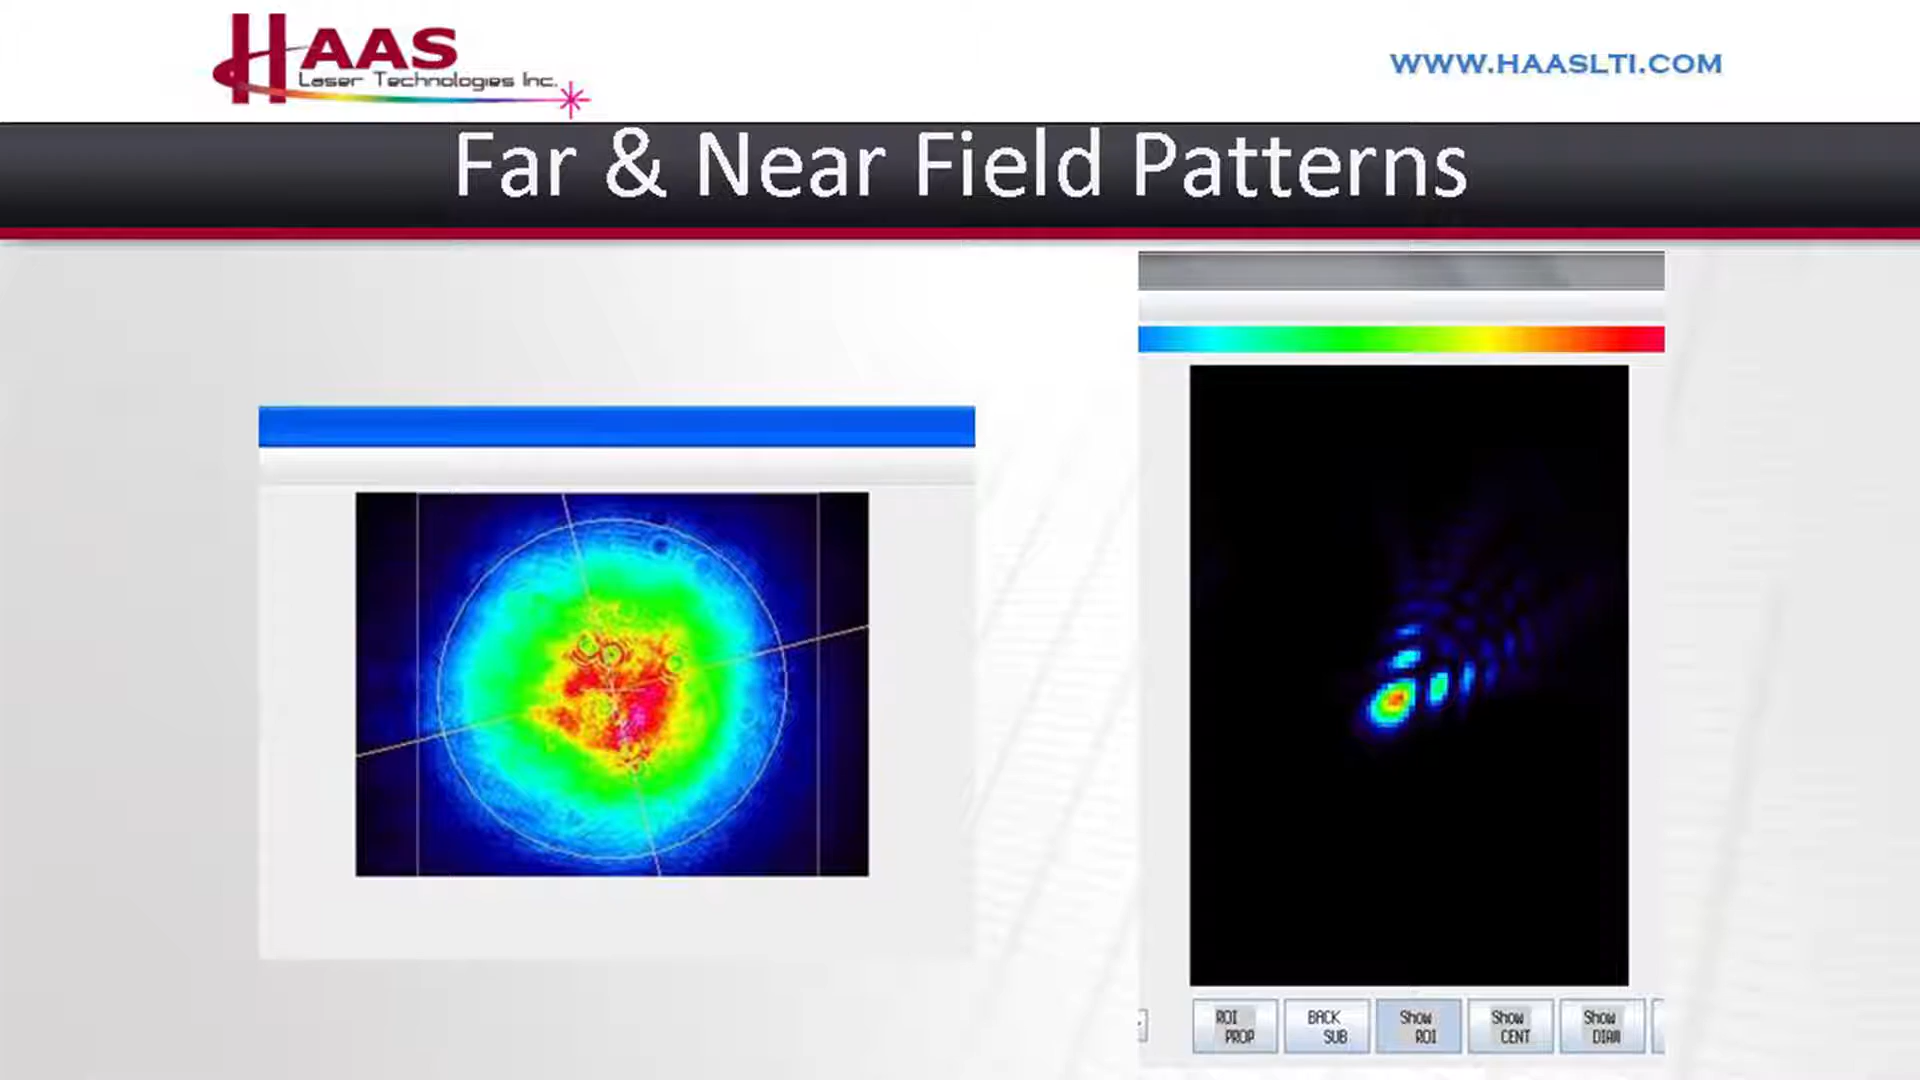 HAAS
Laser Technologies Inc.
WWW.HAASLTI.COM
Far & Near Field Patterns
ROI
PROP
BACK
SUB
Show
ROI
Show
CENT
Show
DIAM